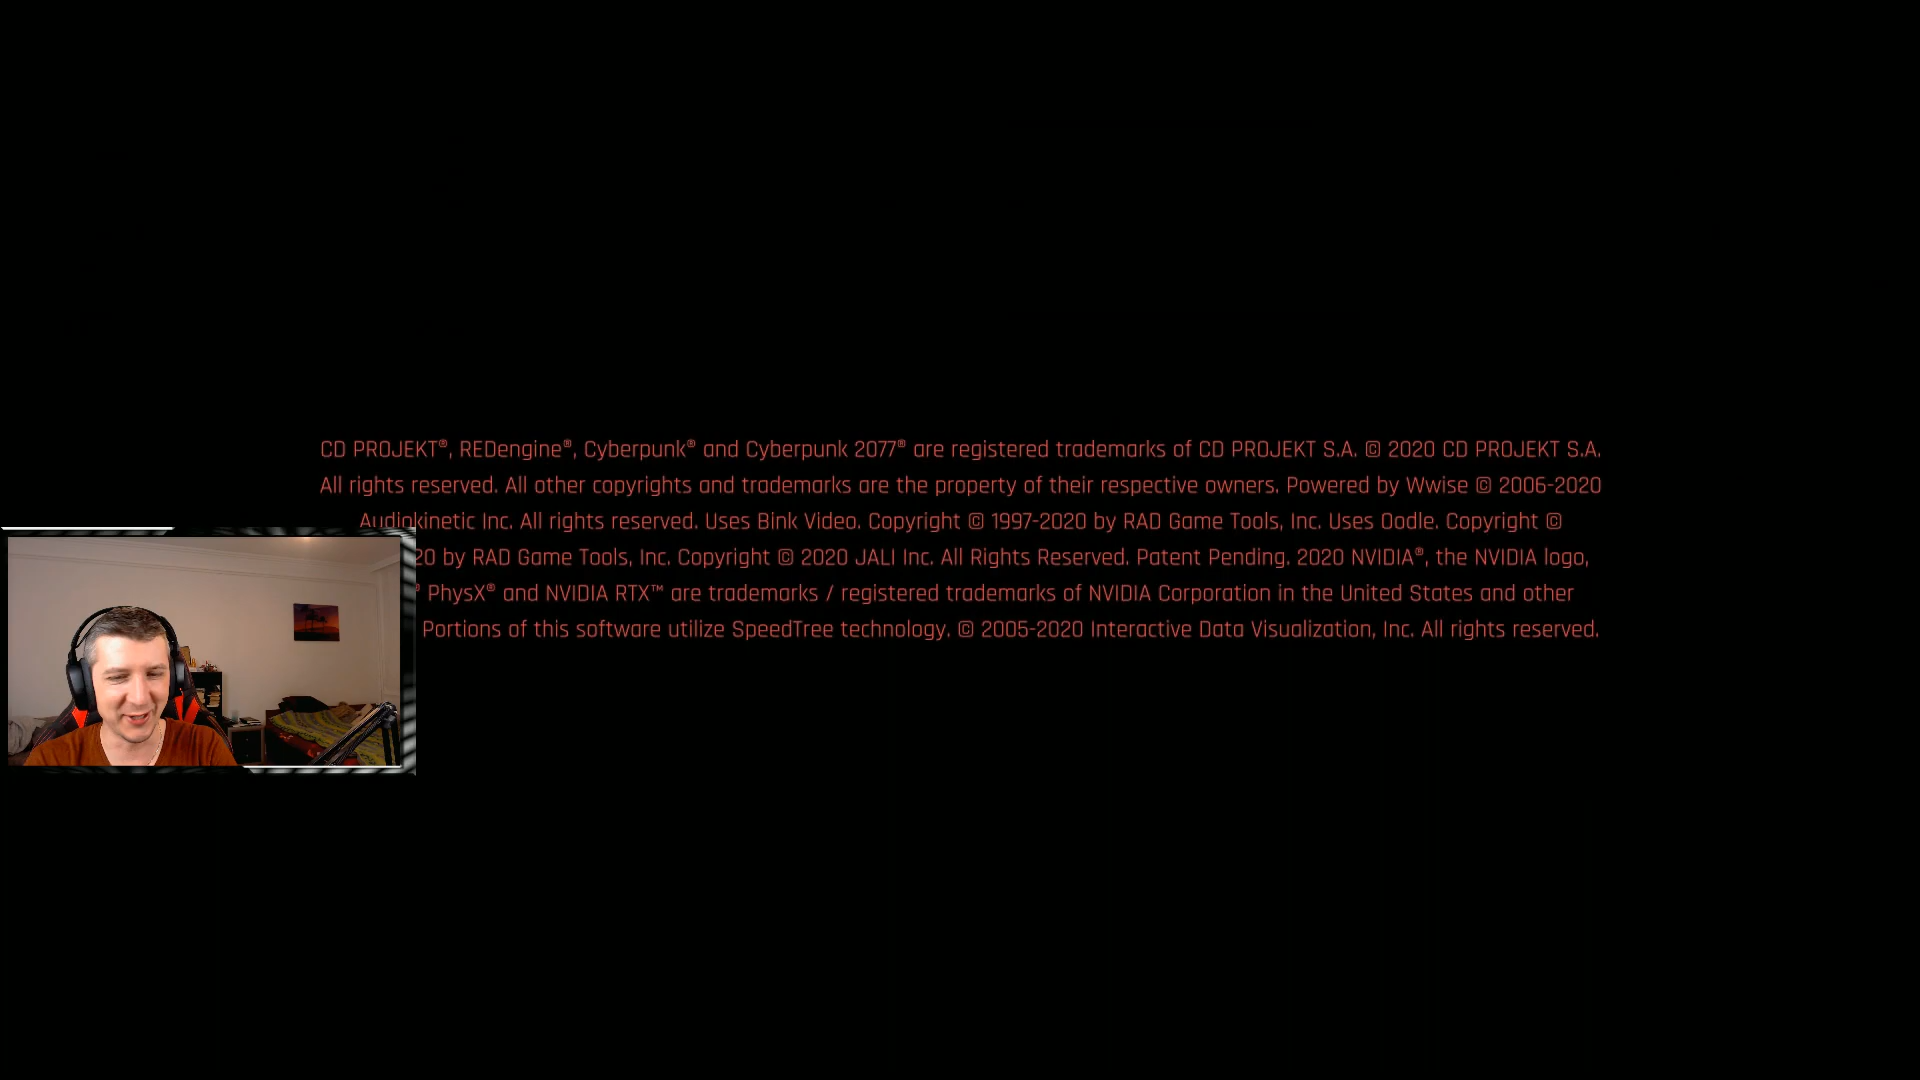 CD PROJEKT®, REDengine®, Cyberpunk® and Cyberpunk 2077® are registered trademarks of CD PROJEKT S.A. © 2020 CD PROJEKT S.A.
All rights reserved. All other copyrights and trademarks are the property of their respective owners. Powered by Wwise © 2006-2020
Audiokinetic Inc. All rights reserved. Uses Bink Video. Copyright © 1997-2020 by RAD Game Tools, Inc. Uses Oodle. Copyright ©
20 by RAD Game Tools, Inc. Copyright © 2020 JALI Inc. All Rights Reserved. Patent Pending. 2020 NVIDIA®, the NVIDIA logo,
PhysX® and NVIDIA RTX™ are trademarks / registered trademarks of NVIDIA Corporation in the United States and other
Portions of this software utilize SpeedTree technology. © 2005-2020 Interactive Data Visualization, Inc. All rights reserved.